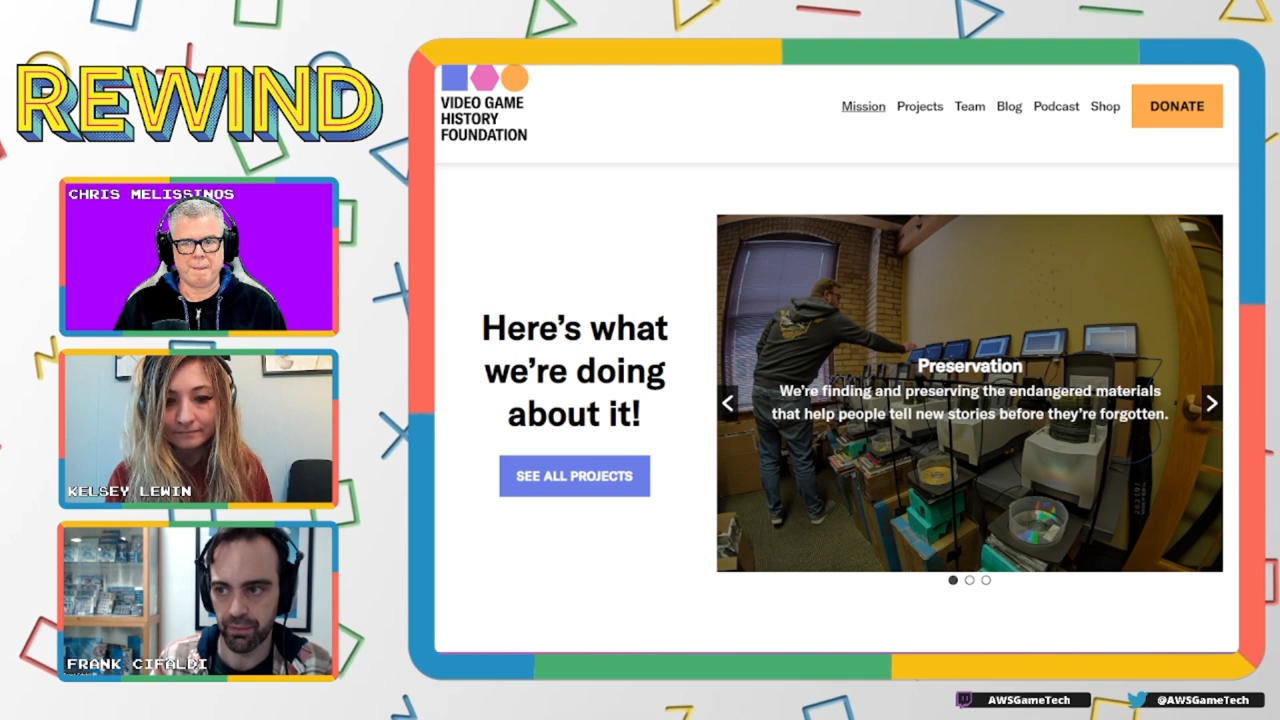 REWIND
CHRIS MELISSINOS
KELSEY LEWIN
FRANK CIFALDI
VIDEO GAME
HISTORY
FOUNDATION
Mission Projects Team Blog Podcast Shop DONATE
Here’s what
we’re doing
about it!
SEE ALL PROJECTS
Preservation
We’re finding and preserving the endangered materials
that help people tell new stories before they’re forgotten.
AWSGameTech
@AWSGameTech